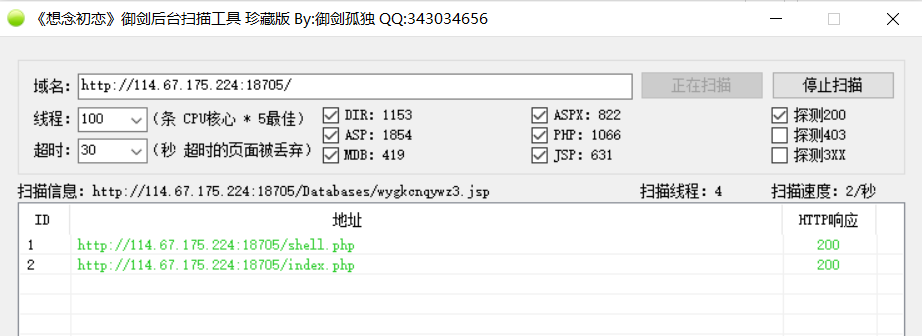 《想念初恋》御剑后台扫描工具 珍藏版 By:御剑孤独 QQ:343034656
域名: http://114.67.175.224:18705/ 正在扫描 停止扫描
线程: 100 (条 CPU核心 * 5最佳) DIR: 1153 ASPX: 822 探测200
ASP: 1854 PHP: 1066 探测403
超时: 30 (秒 超时的页面被丢弃) MDB: 419 JSP: 631 探测3XX
扫描信息: http://114.67.175.224:18705/Databases/wygkcnqywz3.jsp 扫描线程: 4 扫描速度: 2/秒
ID 地址 HTTP响应
1 http://114.67.175.224:18705/shell.php 200
2 http://114.67.175.224:18705/index.php 200